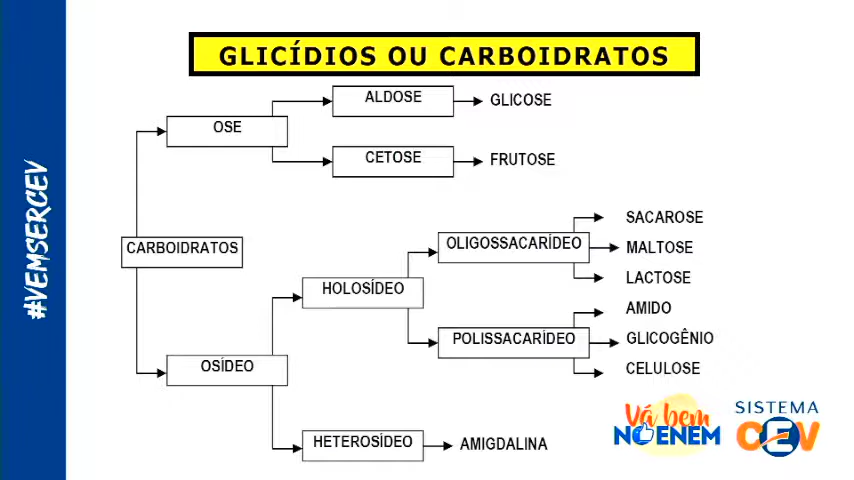 #VEMSERCEV
GLICÍDIOS OU CARBOIDRATOS
ALDOSE
GLICOSE
OSE
CETOSE
FRUTOSE
SACAROSE
OLIGOSSACARÍDEO
MALTOSE
CARBOIDRATOS
LACTOSE
HOLOSÍDEO
AMIDO
POLISSACARÍDEO
GLICOGÊNIO
OSÍDEO
CELULOSE
HETEROSÍDEO
AMIGDALINA
Vá bem
NO ENEM
SISTEMA
CEV